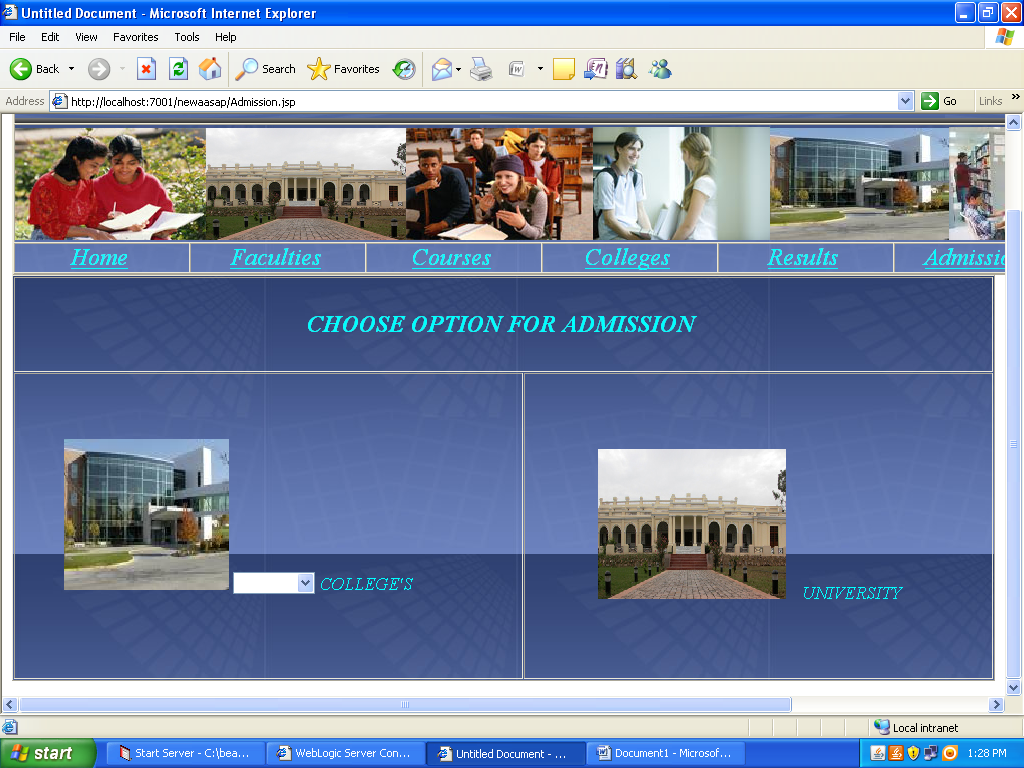 Untitled Document - Microsoft Internet Explorer
File Edit View Favorites Tools Help
Back Search Favorites
Address http://localhost:7001/newaasap/Admission.jsp Go Links »
Home Faculties Courses Colleges Results Admissio
CHOOSE OPTION FOR ADMISSION
COLLEGE'S
UNIVERSITY
Local intranet
start Start Server - C:\bea... WebLogic Server Con... Untitled Document - ... Document1 - Microsof... 1:28 PM